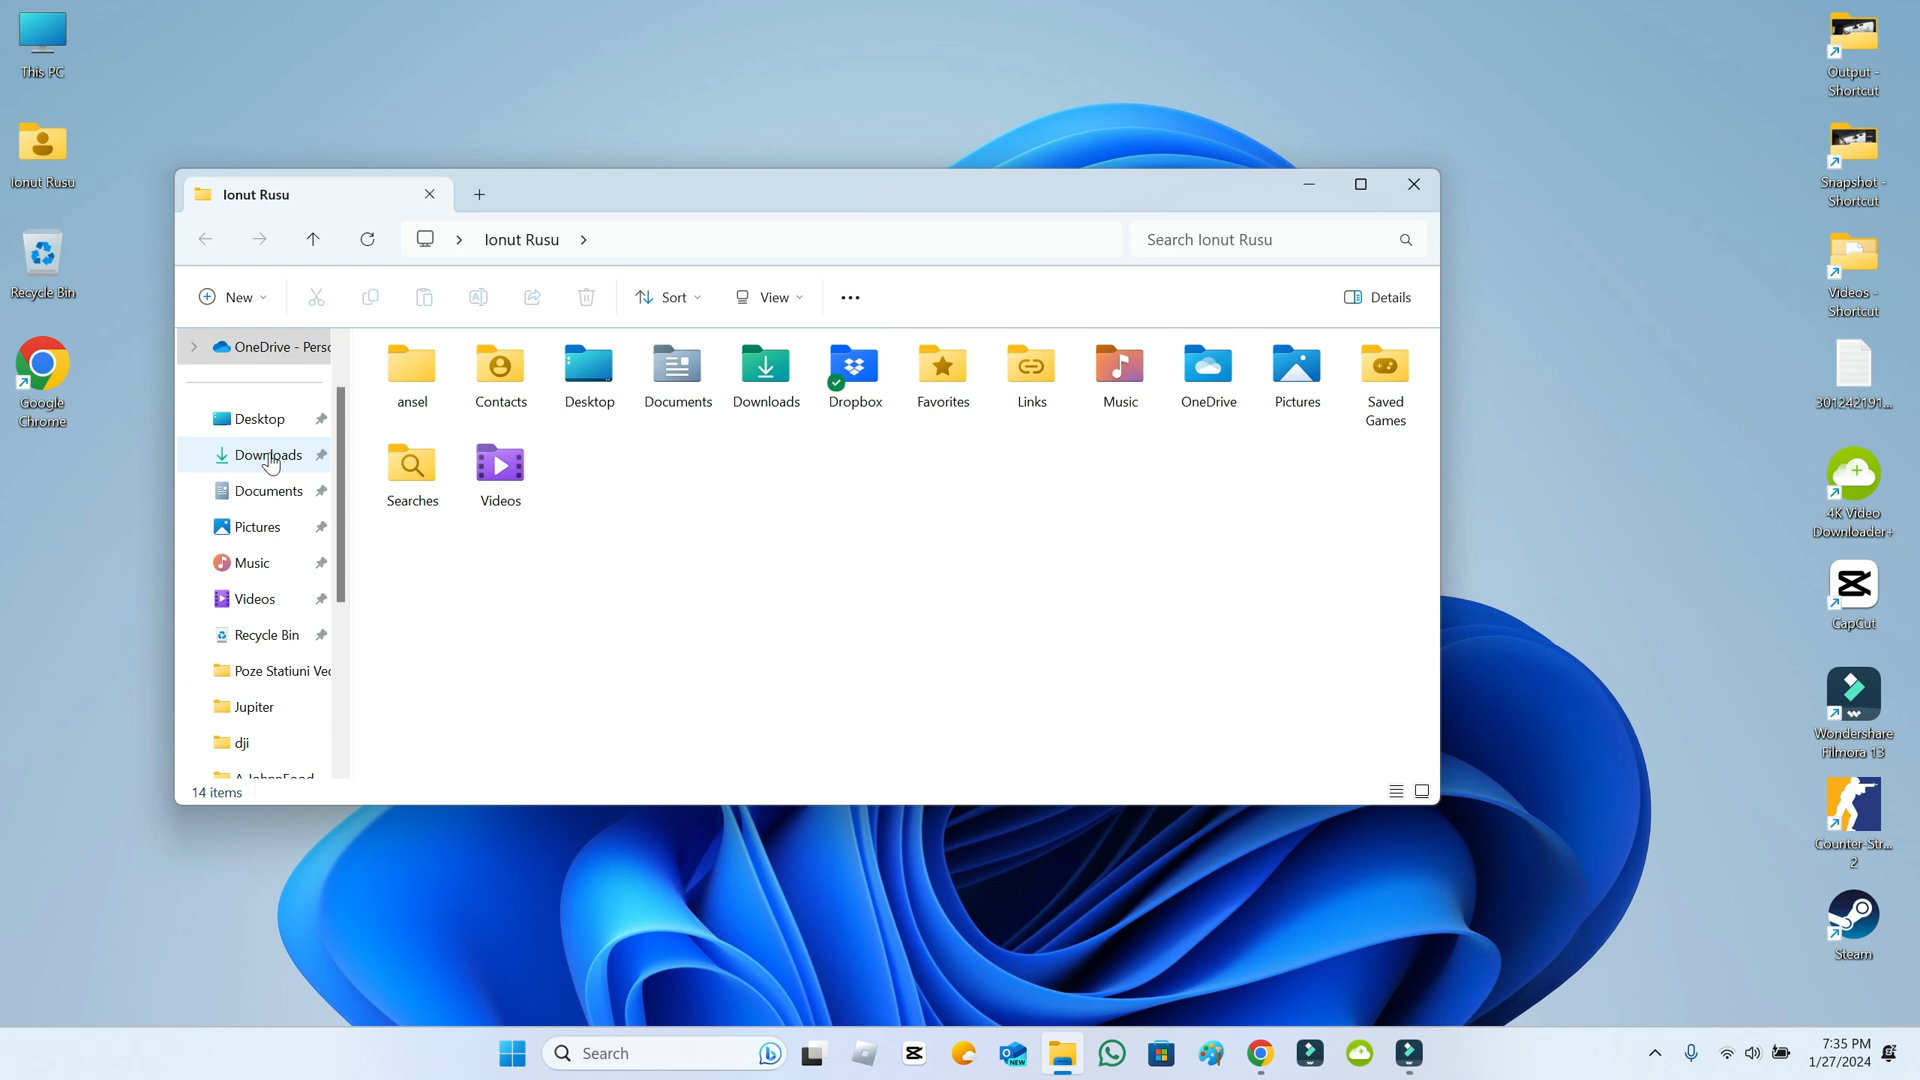 This PC
Ionut Rusu
Recycle Bin
Google
Chrome
Ionut Rusu
Ionut Rusu
Search Ionut Rusu
New
Sort
View
Details
OneDrive - Perso
Desktop
Downloads
Documents
Pictures
Music
Videos
Recycle Bin
Poze Statiuni Vec
Jupiter
dji
ansel
Contacts
Desktop
Documents
Downloads
Dropbox
Favorites
Links
Music
OneDrive
Pictures
Saved
Games
Searches
Videos
14 items
Output -
Shortcut
Snapshot -
Shortcut
Videos -
Shortcut
301242191...
4K Video
Downloader+
CapCut
Wondershare
Filmora 13
Counter-Str...
2
Steam
Search
NEW
7:35 PM
1/27/2024